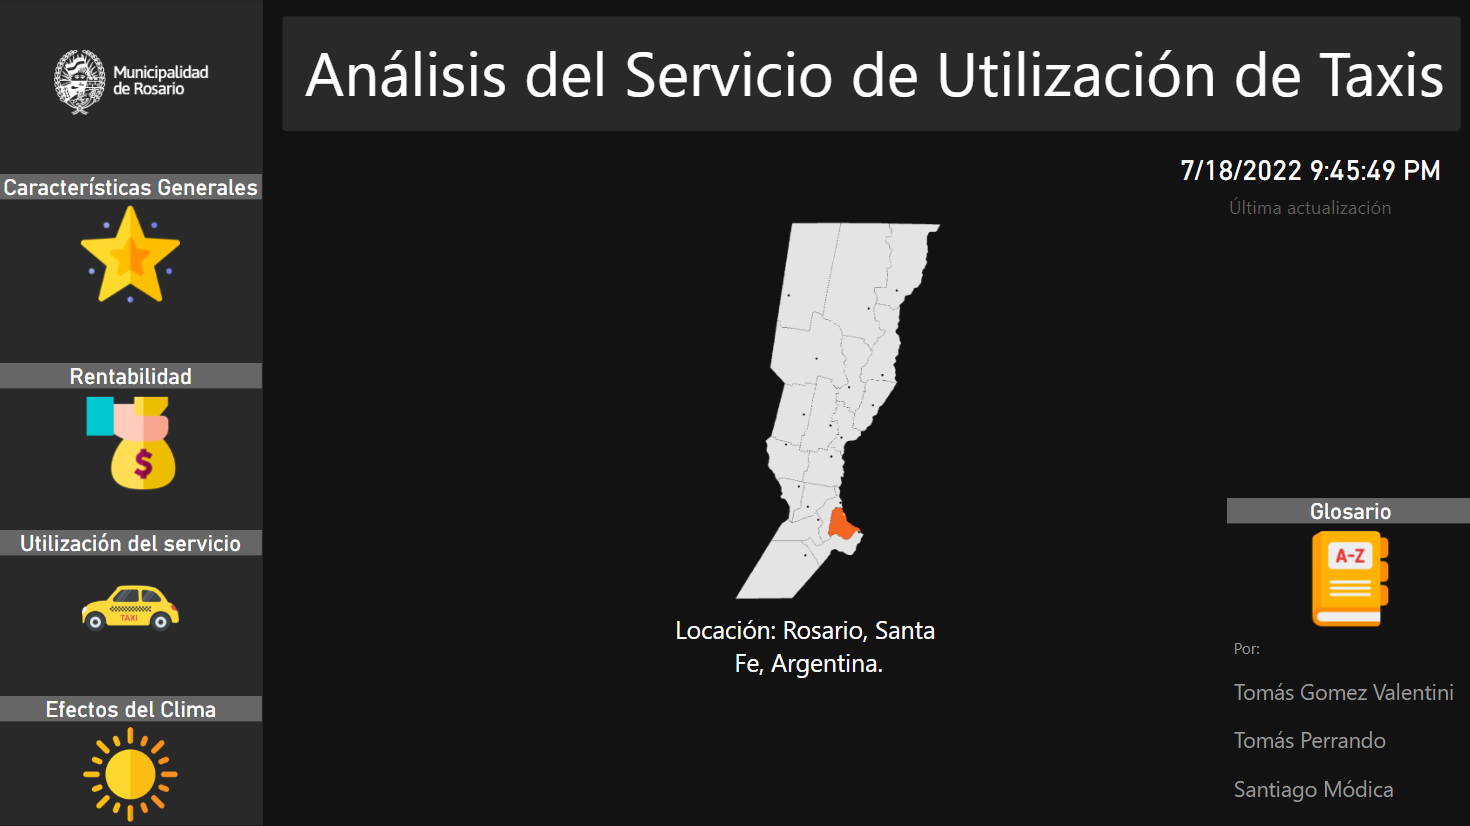 Municipalidad
de Rosario
Análisis del Servicio de Utilización de Taxis
7/18/2022 9:45:49 PM
Última actualización
Características Generales
Rentabilidad
$
Utilización del servicio
TAXI
Efectos del Clima
Locación: Rosario, Santa
Fe, Argentina.
Glosario
A-Z
Por:
Tomás Gomez Valentini
Tomás Perrando
Santiago Módica